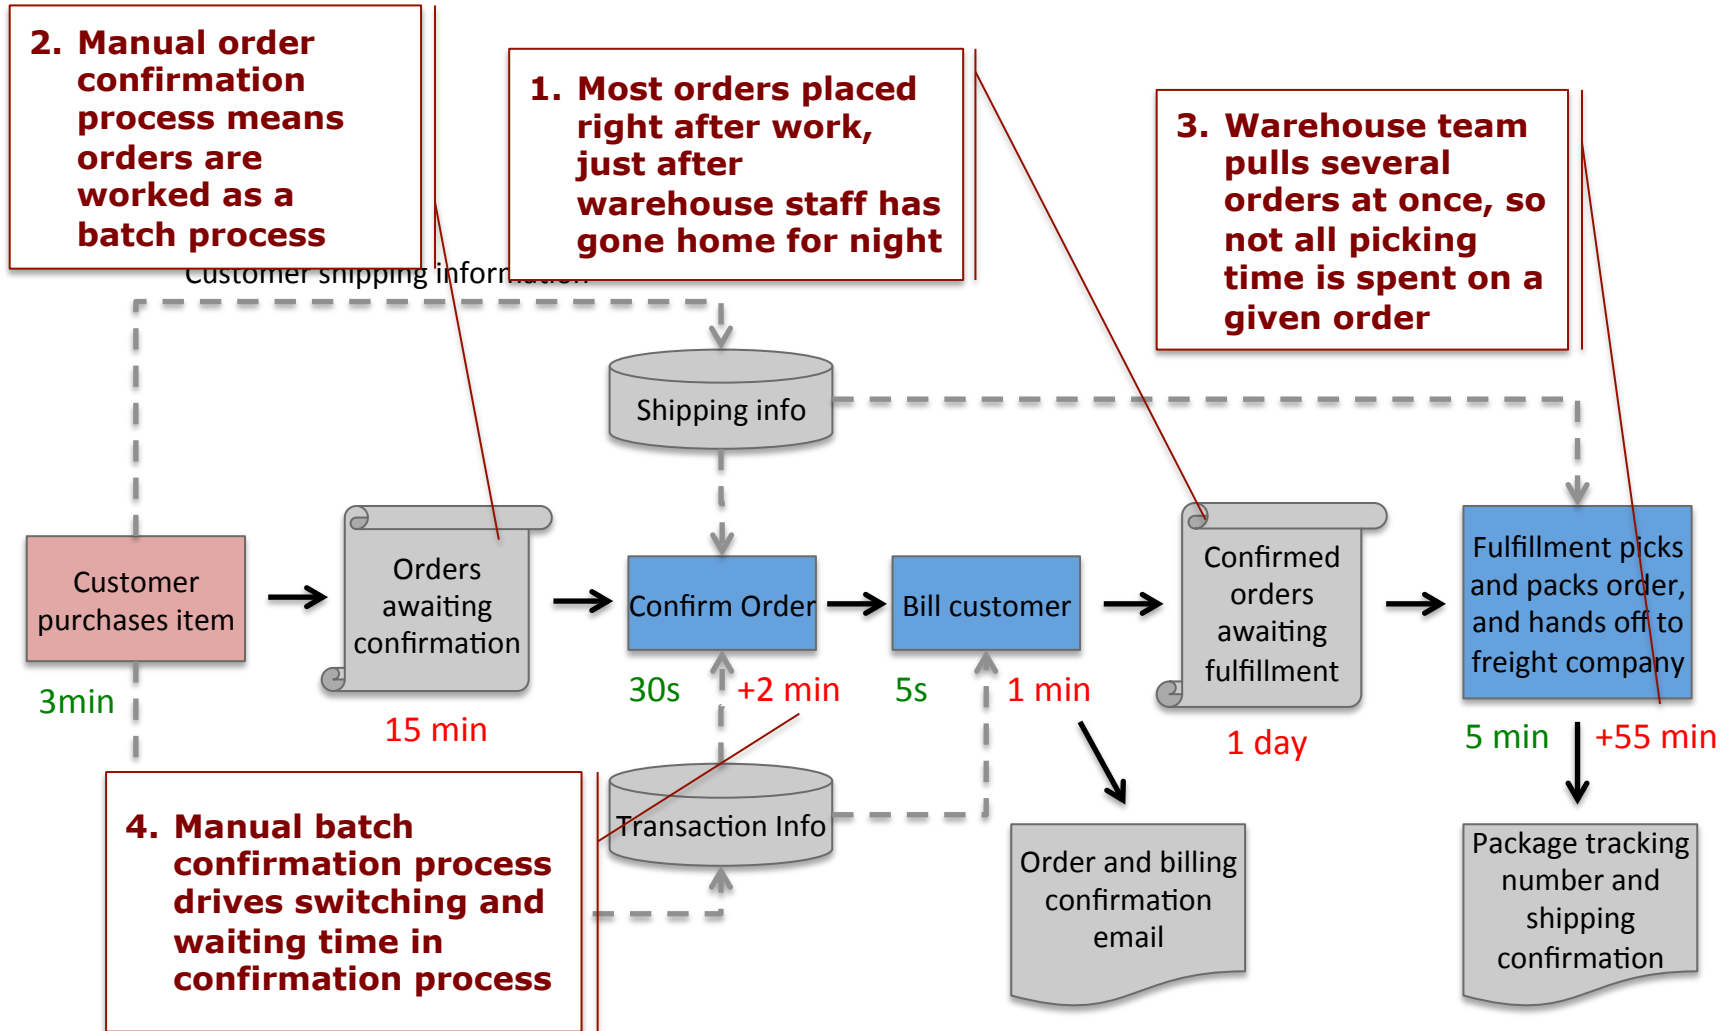 2. Manual order
confirmation
process means
orders are
worked as a
batch process
1. Most orders placed
right after work,
just after
warehouse staff has
gone home for night
3. Warehouse team
pulls several
orders at once, so
not all picking
time is spent on a
given order
Customer shipping information
Shipping info
Customer
purchases item
3min
Orders
awaiting
confirmation
15 min
Confirm Order
30s
+2 min
Bill customer
5s
1 min
Confirmed
orders
awaiting
fulfillment
1 day
Fulfillment picks
and packs order,
and hands off to
freight company
5 min
+55 min
4. Manual batch
confirmation process
drives switching and
waiting time in
confirmation process
Transaction Info
Order and billing
confirmation
email
Package tracking
number and
shipping
confirmation